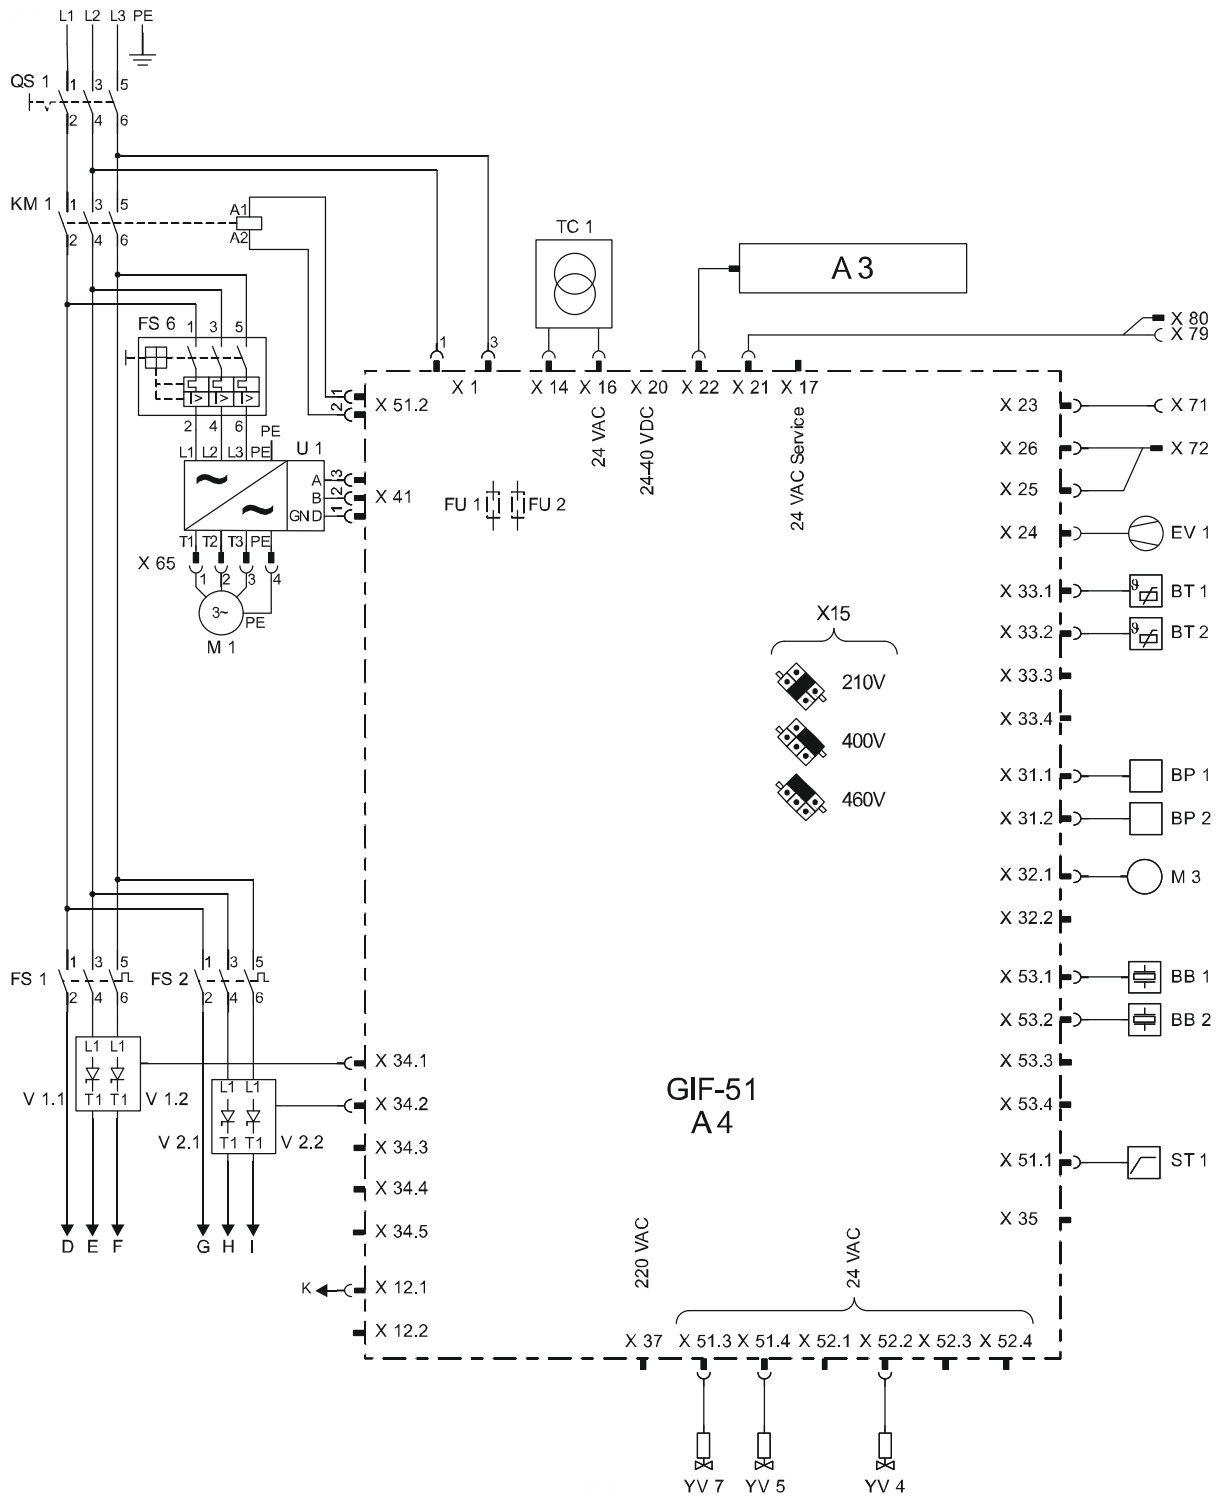 L1 L2 L3 PE
QS 1
1 3 5
2 4 6
KM 1
1 3 5
2 4 6
A1
A2
TC 1
A 3
X 80
X 79
FS 6
1 3 5
I> I> I>
2 4 6
PE
L1 L2 L3 PE
U 1
A
B
GND
3
2
1
X 41
T1 T2 T3 PE
X 65
1 2 3 4
3~
PE
M 1
1
2
X 51.2
1
3
X 1
X 14
X 16
X 20
X 22
X 21
X 17
24 VAC
24-40 VDC
24 VAC Service
FU 1
FU 2
X15
210V
400V
460V
X 23
X 71
X 26
X 72
X 25
X 24
EV 1
X 33.1
ϑ
BT 1
X 33.2
ϑ
BT 2
X 33.3
X 33.4
X 31.1
BP 1
X 31.2
BP 2
X 32.1
M 3
X 32.2
X 53.1
BB 1
X 53.2
BB 2
X 53.3
X 53.4
X 51.1
ST 1
X 35
FS 1
1 3 5
2 4 6
FS 2
1 3 5
2 4 6
L1 L1
V 1.1
T1 T1
V 1.2
L1 L1
V 2.1
T1 T1
V 2.2
D E F
G H I
X 34.1
X 34.2
X 34.3
X 34.4
X 34.5
K
X 12.1
X 12.2
GIF-51
A 4
220 VAC
24 VAC
X 37
X 51.3
X 51.4
X 52.1
X 52.2
X 52.3
X 52.4
YV 7
YV 5
YV 4